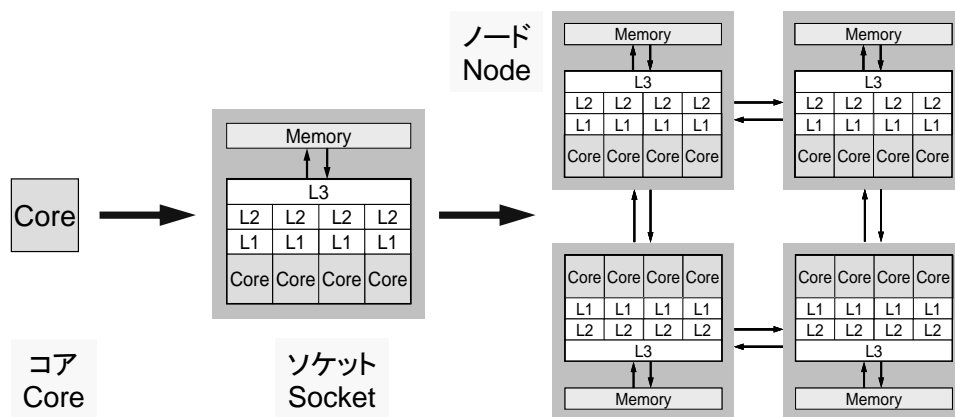 コア
Core
Core
Memory
L3
L2 L2 L2 L2
L1 L1 L1 L1
Core Core Core Core
ソケット
Socket
ノード
Node
Memory
L3
L2 L2 L2 L2
L1 L1 L1 L1
Core Core Core Core
Memory
L3
L2 L2 L2 L2
L1 L1 L1 L1
Core Core Core Core
Core Core Core Core
L1 L1 L1 L1
L2 L2 L2 L2
L3
Memory
Core Core Core Core
L1 L1 L1 L1
L2 L2 L2 L2
L3
Memory